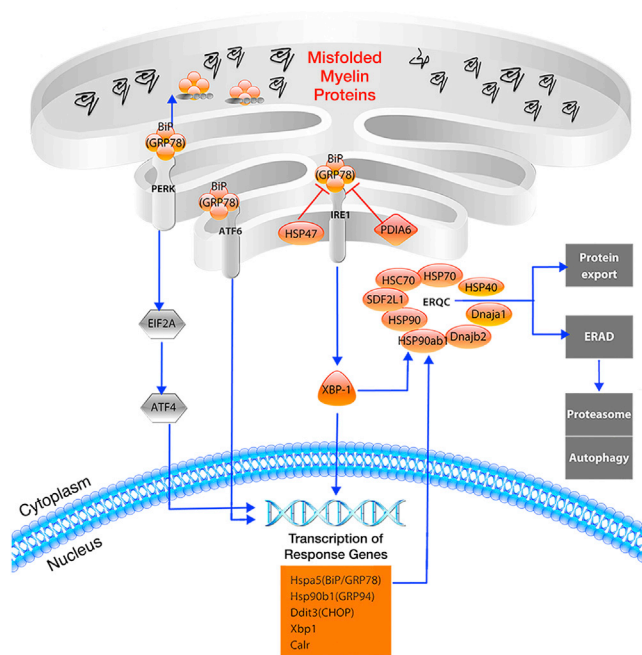 Misfolded
Myelin
Proteins
BiP
(GRP78)
PERK
BiP
(GRP78)
ATF6
BiP
(GRP78)
IRE1
HSP47
PDIA6
HSC70
HSP70
HSP40
SDF2L1
ERQC
Dnaja1
HSP90
HSP90ab1
Dnajb2
Protein
export
ERAD
Proteasome
Autophagy
EIF2A
ATF4
XBP-1
Cytoplasm
Nucleus
Transcription of
Response Genes
Hspa5(BiP/GRP78)
Hsp90b1(GRP94)
Ddit3(CHOP)
Xbp1
Calr